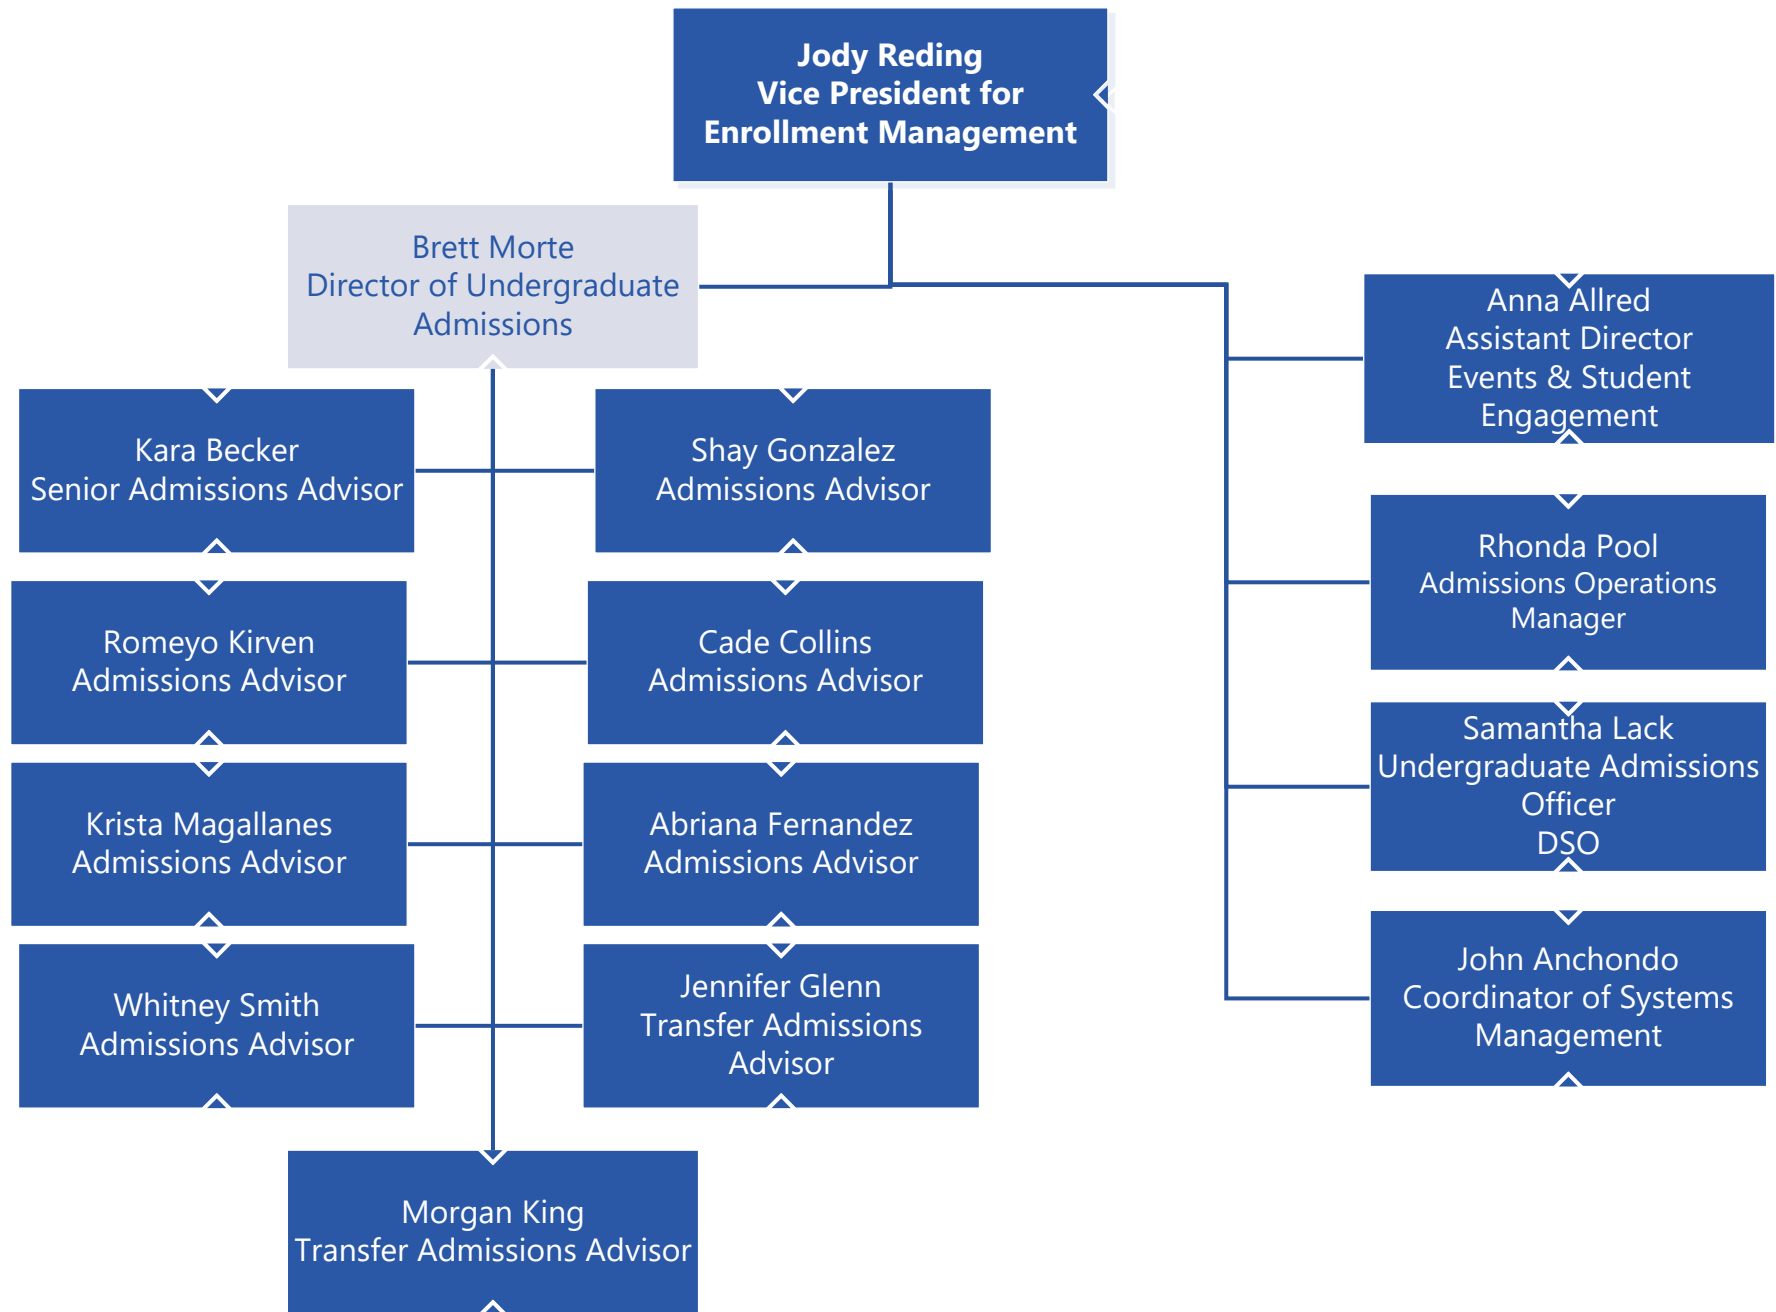 Jody Reding
Vice President for
Enrollment Management
Brett Morte
Director of Undergraduate
Admissions
Anna Allred
Assistant Director
Events & Student
Engagement
Kara Becker
Senior Admissions Advisor
Shay Gonzalez
Admissions Advisor
Rhonda Pool
Admissions Operations
Manager
Romeyo Kirven
Admissions Advisor
Cade Collins
Admissions Advisor
Samantha Lack
Undergraduate Admissions
Officer
DSO
Krista Magallanes
Admissions Advisor
Abriana Fernandez
Admissions Advisor
John Anchondo
Coordinator of Systems
Management
Whitney Smith
Admissions Advisor
Jennifer Glenn
Transfer Admissions
Advisor
Morgan King
Transfer Admissions Advisor